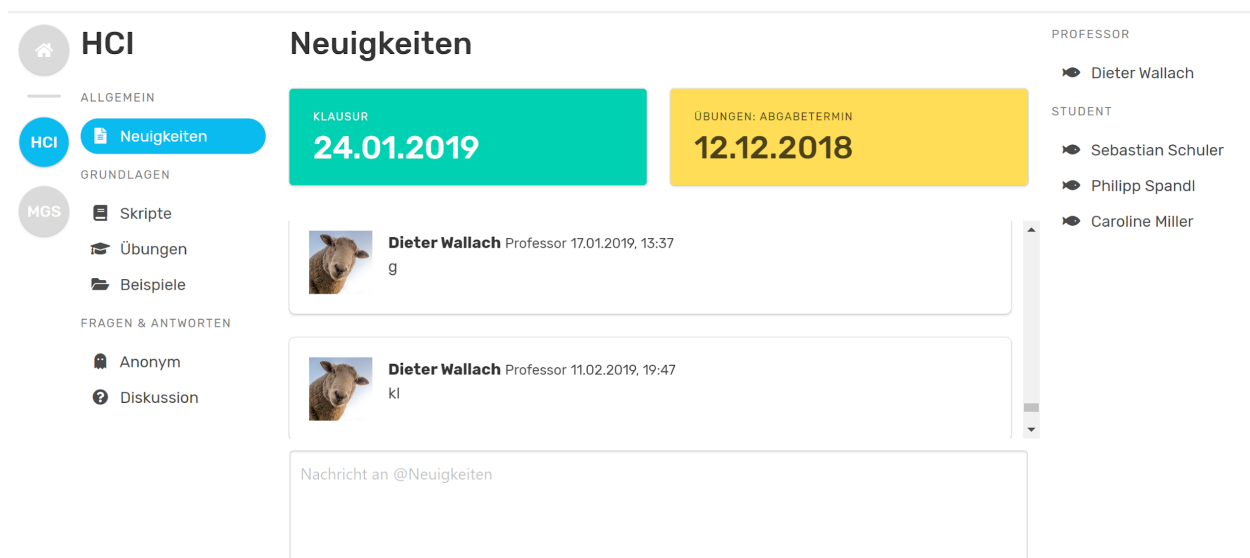 HCI
MGS
HCI
ALLGEMEIN
Neuigkeiten
GRUNDLAGEN
Skripte
Übungen
Beispiele
FRAGEN & ANTWORTEN
Anonym
Diskussion
Neuigkeiten
KLAUSUR
24.01.2019
ÜBUNGEN: ABGABETERMIN
12.12.2018
Dieter Wallach Professor 17.01.2019, 13:37
g
Dieter Wallach Professor 11.02.2019, 19:47
kl
Nachricht an @Neuigkeiten
PROFESSOR
Dieter Wallach
STUDENT
Sebastian Schuler
Philipp Spandl
Caroline Miller